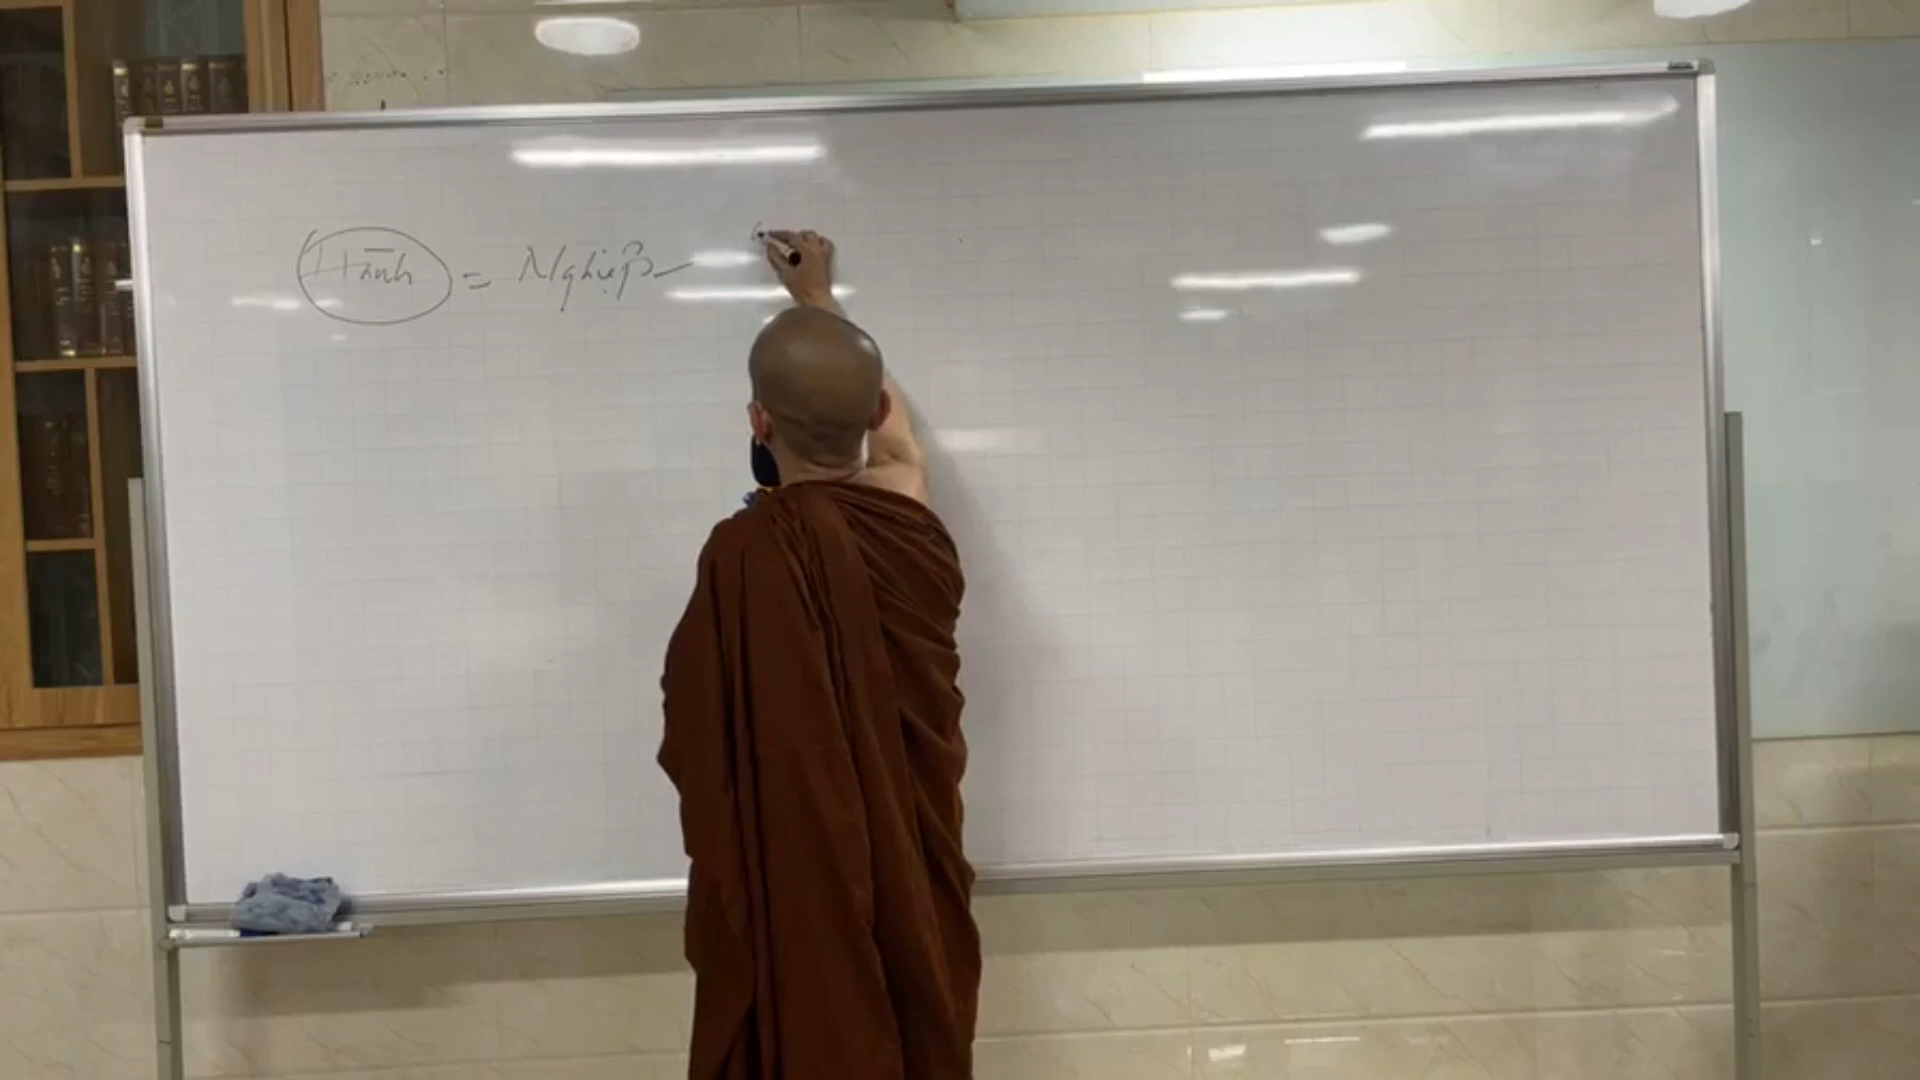 Hành = Nghiệp